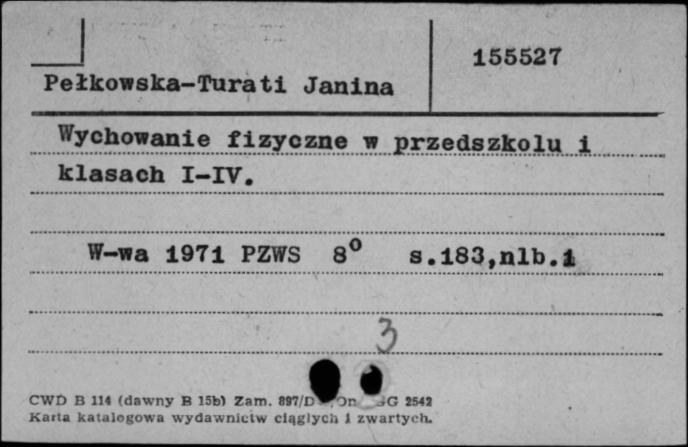 155527
Pełkowska-Turati Janina
Wychowanie fizyczne w przedszkolu i
klasach I-IV.
W-wa 1971 PZWS 8º s.183,nlb.1
3
CWD B 114 (dawny B 15b) Zam. 897/D 2542
Karta katalogowa wydawnictw ciągłych i zwartych.